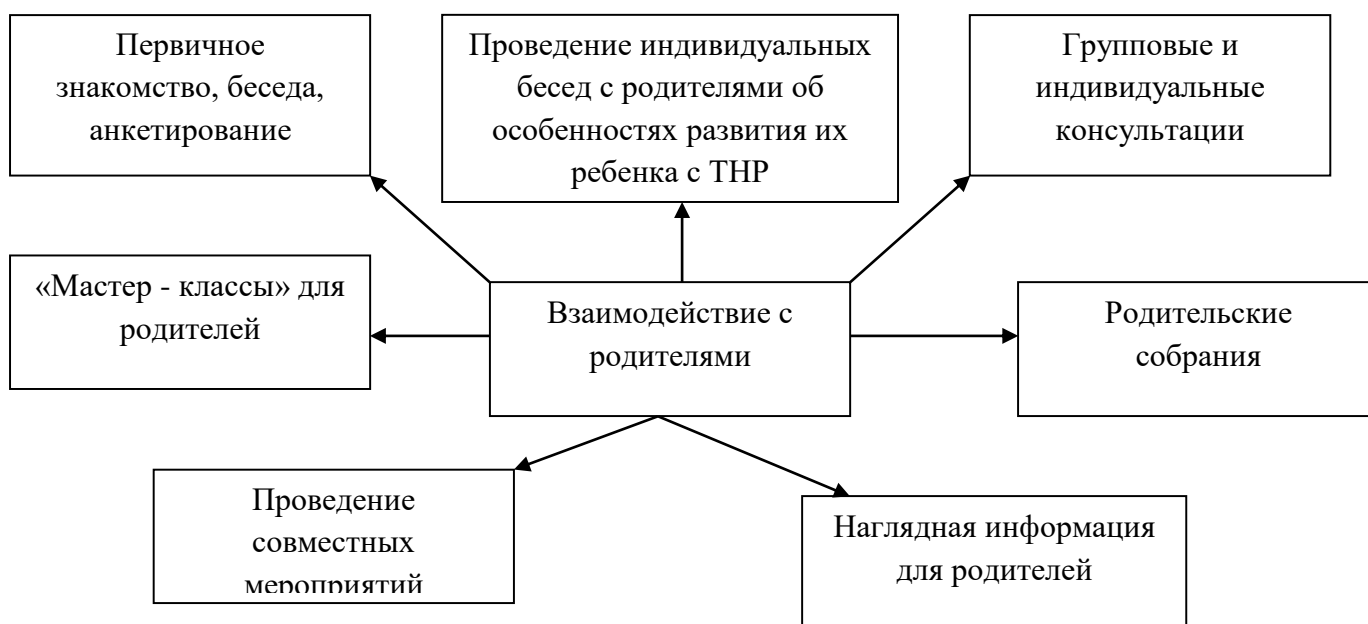 Первичное
знакомство, беседа,
анкетирование
Проведение индивидуальных
бесед с родителями об
особенностях развития их
ребенка с ТНР
Групповые и
индивидуальные
консультации
«Мастер - классы» для
родителей
Взаимодействие с
родителями
Родительские
собрания
Проведение
совместных
мероприятий
Наглядная информация
для родителей